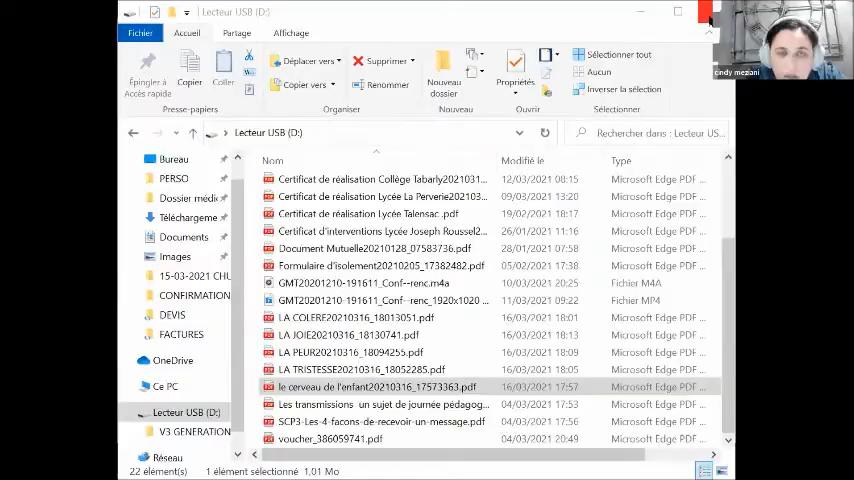 Lecteur USB (D:)
Fichier Accueil Partage Affichage
Épingler à Accès rapide
Copier
Coller
Déplacer vers
Copier vers
Supprimer
Renommer
Nouveau dossier
Propriétés
Sélectionner tout
Aucun
Inverser la sélection
Presse-papiers Organiser Nouveau Ouvrir Sélectionner
cindy meziani
Lecteur USB (D:)
Rechercher dans : Lecteur US...
Bureau
PERSO
Dossier médic
Téléchargeme
Documents
Images
15-03-2021 CHU
CONFIRMATION
DEVIS
FACTURES
OneDrive
Ce PC
Lecteur USB (D:)
V3 GENERATION
Réseau
Nom Modifié le Type
Certificat de réalisation Collège Tabarly2021031... 12/03/2021 08:15 Microsoft Edge PDF ...
Certificat de réalisation Lycée La Perverie202103... 09/03/2021 13:20 Microsoft Edge PDF ...
Certificat de réalisation Lycée Talensac .pdf 19/02/2021 18:17 Microsoft Edge PDF ...
Certificat d'interventions Lycée Joseph Roussel2... 26/01/2021 11:16 Microsoft Edge PDF ...
Document Mutuelle20210128_07583736.pdf 28/01/2021 07:58 Microsoft Edge PDF ...
Formulaire d'isolement20210205_17382482.pdf 05/02/2021 17:38 Microsoft Edge PDF ...
GMT20201210-191611_Conf--renc.m4a 10/03/2021 20:25 Fichier M4A
GMT20201210-191611_Conf--renc_1920x1020 ... 11/03/2021 09:22 Fichier MP4
LA COLERE20210316_18013051.pdf 16/03/2021 18:01 Microsoft Edge PDF ...
LA JOIE20210316_18130741.pdf 16/03/2021 18:13 Microsoft Edge PDF ...
LA PEUR20210316_18094255.pdf 16/03/2021 18:09 Microsoft Edge PDF ...
LA TRISTESSE20210316_18052285.pdf 16/03/2021 18:05 Microsoft Edge PDF ...
le cerveau de l'enfant20210316_17573363.pdf 16/03/2021 17:57 Microsoft Edge PDF ...
Les transmissions un sujet de journée pédagog... 04/03/2021 17:53 Microsoft Edge PDF ...
SCP3-Les-4-facons-de-recevoir-un-message.pdf 04/03/2021 17:56 Microsoft Edge PDF ...
voucher_386059741.pdf 04/03/2021 20:49 Microsoft Edge PDF ...
22 élément(s) 1 élément sélectionné 1,01 Mo